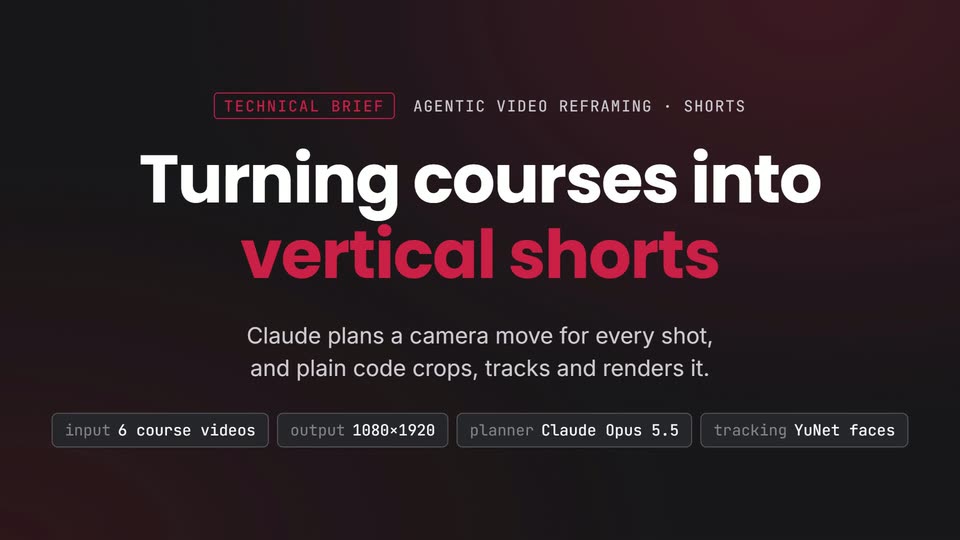 TECHNICAL BRIEF AGENTIC VIDEO REFRAMING · SHORTS
Turning courses into
vertical shorts
Claude plans a camera move for every shot,
and plain code crops, tracks and renders it.
input 6 course videos output 1080×1920 planner Claude Opus 5.5 tracking YuNet faces